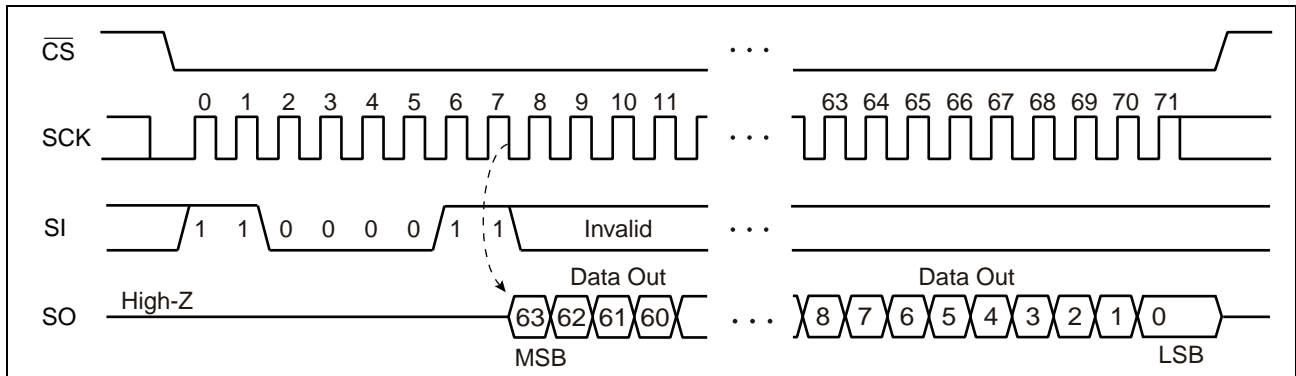 CS
0 1 2 3 4 5 6 7 8 9 10 11 63 64 65 66 67 68 69 70 71
SCK . . .
SI 1 1 0 0 0 0 1 1 Invalid . . .
Data Out Data Out
High-Z
SO 63 62 61 60 . . . 8 7 6 5 4 3 2 1 0
MSB LSB